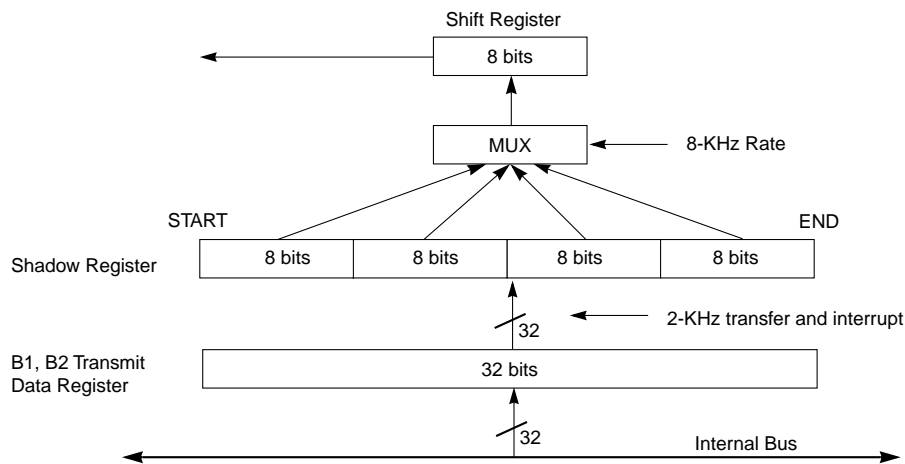 Shift Register
8 bits
MUX
8-KHz Rate
START
END
Shadow Register
8 bits
8 bits
8 bits
8 bits
32
2-KHz transfer and interrupt
B1, B2 Transmit
Data Register
32 bits
32
Internal Bus